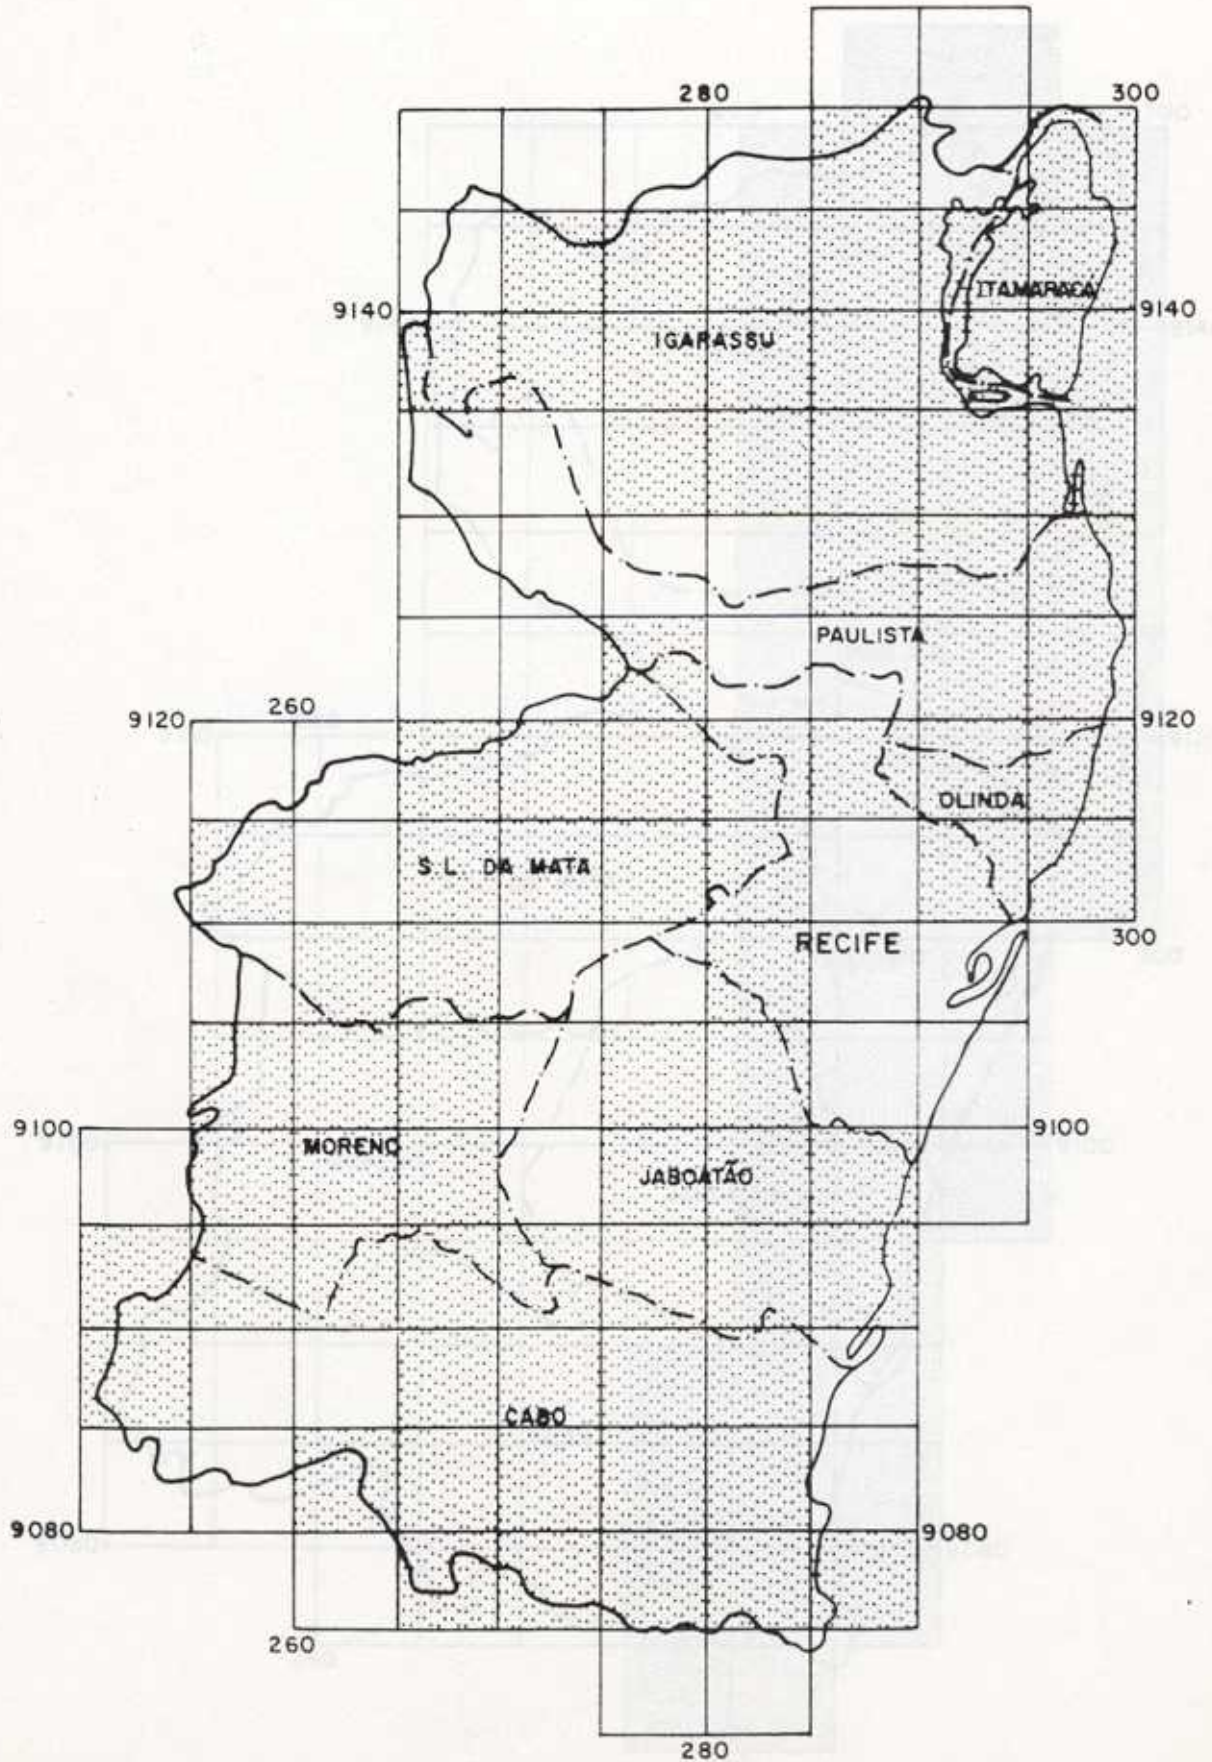 280
300
ITAMARACA
9140
9140
IGARASSU
PAULISTA
9120
260
9120
OLINDA
S.L. DA MATA
RECIFE
300
9100
9100
MORENO
JABOATÃO
CABO
9080
9080
260
280